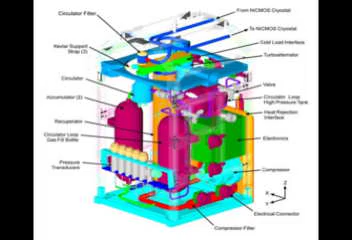 Circulator Filter
From NICMOS Cryostat
To NICMOS Cryostat
Kevlar Support
Strap (3)
Cold Load Interface
Turboalternator
Circulator
Valve
Accumulator (2)
Circulator Loop
High Pressure Tank
Recuperator
Heat Rejection
Interface
Circulator Loop
Gas Fill Bottle
Electronics
Pressure
Transducers
Compressor
Z
X
Y
Electrical Connector
Compressor Filter